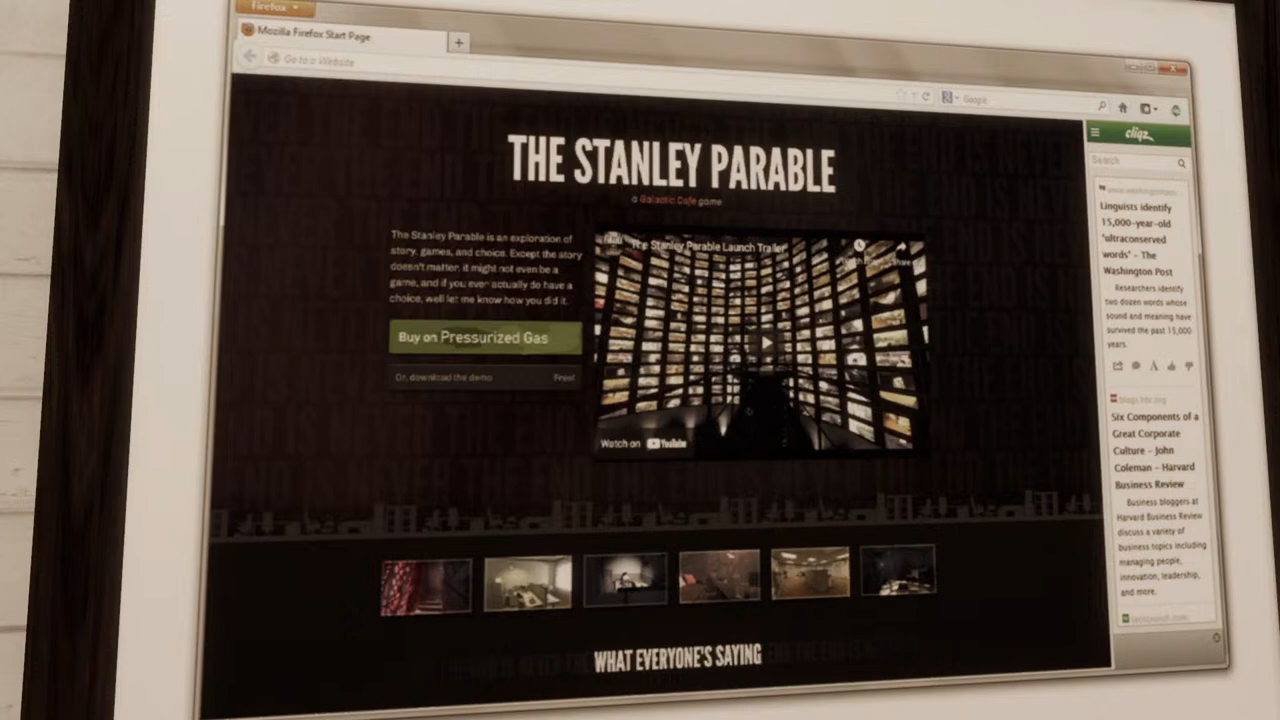 Firefox
Mozilla Firefox Start Page
+
Go to a Website
Google
THE STANLEY PARABLE
a Galactic Cafe game
The Stanley Parable is an exploration of
story, games, and choice. Except the story
doesn't matter, it might not even be a
game, and if you ever actually do have a
choice, well let me know how you did it.
Buy on Pressurized Gas
Or, download the demo
Free!
The Stanley Parable Launch Trailer
Share
Watch on YouTube
WHAT EVERYONE'S SAYING
cliqz
Search
Linguists identify
15,000-year-old
'ultraconserved
words' - The
Washington Post
Researchers identify
two dozen words whose
sound and meaning have
survived the past 15,000
years.
blogs.hbr.org
Six Components of a
Great Corporate
Culture - John
Coleman - Harvard
Business Review
Business bloggers at
Harvard Business Review
discuss a variety of
business topics including
managing people,
innovation, leadership,
and more.
techcrunch.com